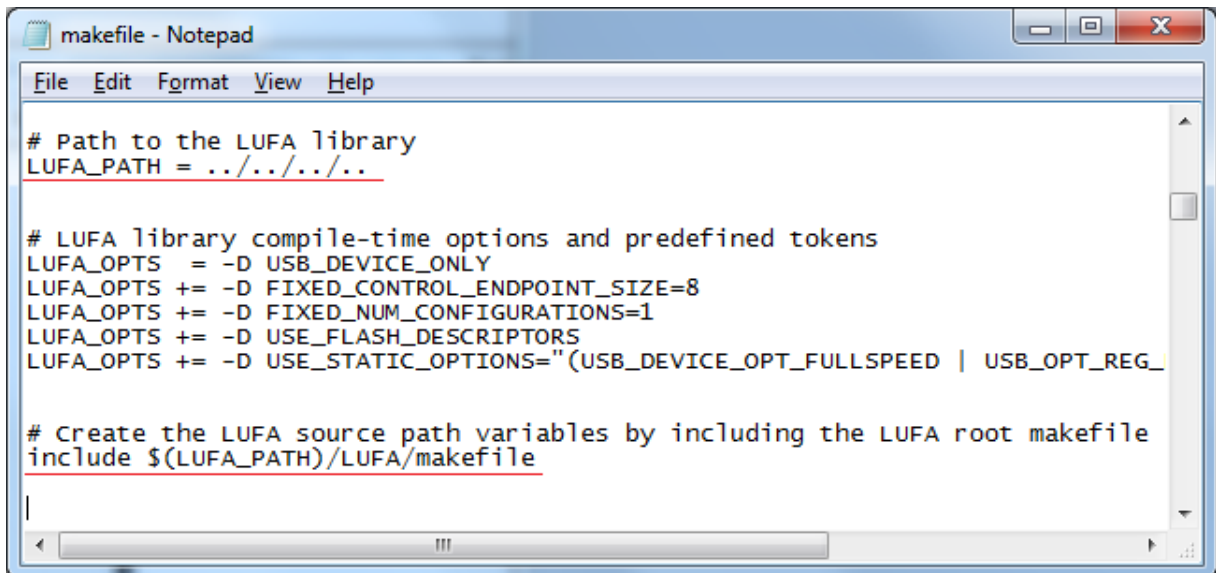 makefile - Notepad
File Edit Format View Help
# Path to the LUFA library
LUFA_PATH = ../../../..
# LUFA library compile-time options and predefined tokens
LUFA_OPTS  = -D USB_DEVICE_ONLY
LUFA_OPTS += -D FIXED_CONTROL_ENDPOINT_SIZE=8
LUFA_OPTS += -D FIXED_NUM_CONFIGURATIONS=1
LUFA_OPTS += -D USE_FLASH_DESCRIPTORS
LUFA_OPTS += -D USE_STATIC_OPTIONS="(USB_DEVICE_OPT_FULLSPEED | USB_OPT_REG_
# Create the LUFA source path variables by including the LUFA root makefile
include $(LUFA_PATH)/LUFA/makefile